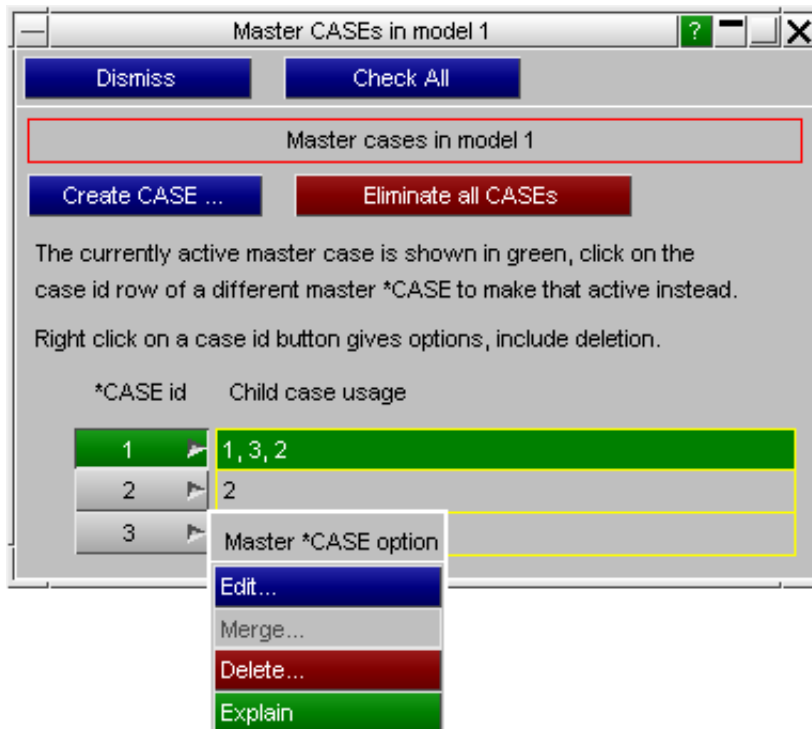 Master CASEs in model 1
?
Dismiss
Check All
Master cases in model 1
Create CASE ...
Eliminate all CASEs
The currently active master case is shown in green, click on the
case id row of a different master *CASE to make that active instead.
Right click on a case id button gives options, include deletion.
*CASE id Child case usage
1 1, 3, 2
2 2
3
Master *CASE option
Edit...
Merge...
Delete...
Explain